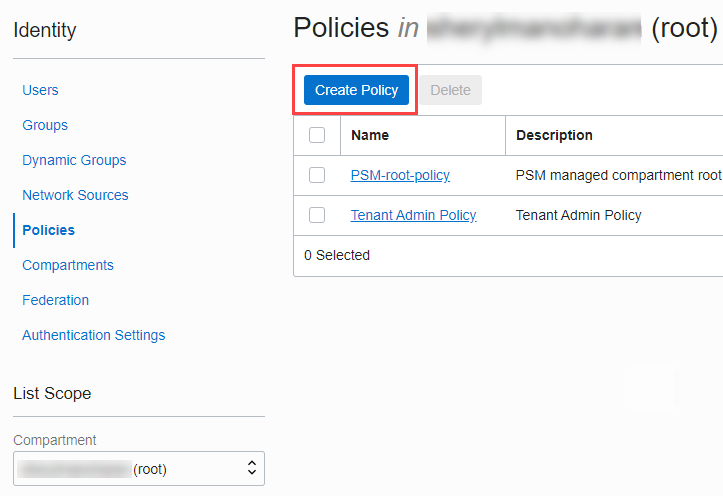 Identity
Users
Groups
Dynamic Groups
Network Sources
Policies
Compartments
Federation
Authentication Settings
List Scope
Compartment
(root)
Policies in (root)
Create Policy Delete
Name Description
PSM-root-policy PSM managed compartment root
Tenant Admin Policy Tenant Admin Policy
0 Selected